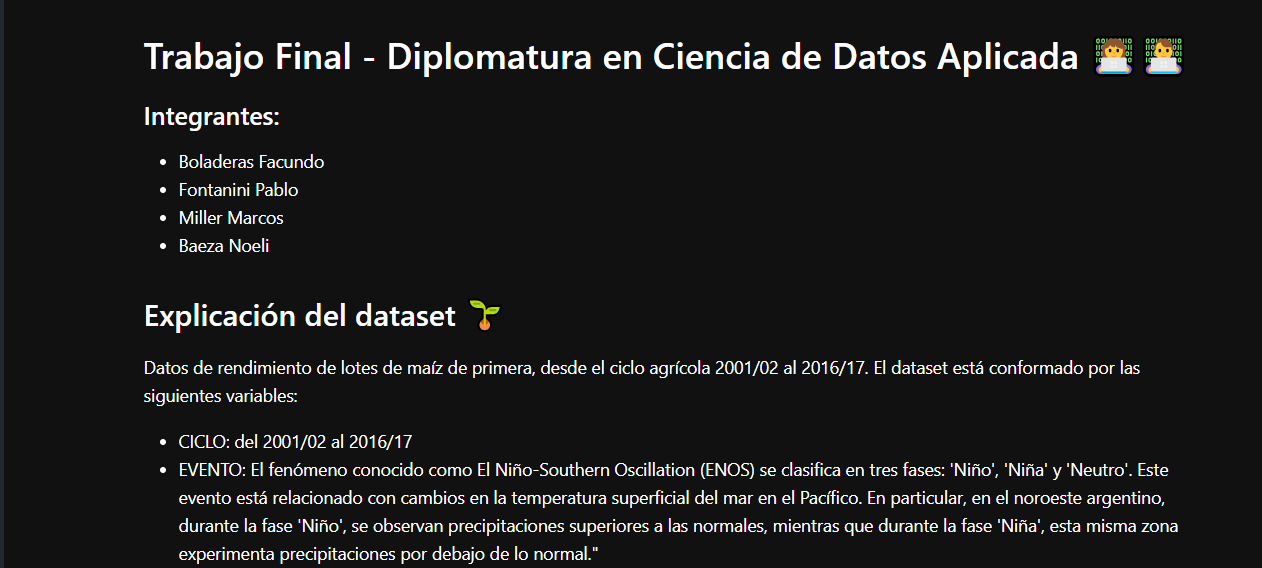 Trabajo Final - Diplomatura en Ciencia de Datos Aplicada 👨‍💻 👨‍💻
Integrantes:
• Boladeras Facundo
• Fontanini Pablo
• Miller Marcos
• Baeza Noeli
Explicación del dataset 🌱
Datos de rendimiento de lotes de maíz de primera, desde el ciclo agrícola 2001/02 al 2016/17. El dataset está conformado por las
siguientes variables:
• CICLO: del 2001/02 al 2016/17
• EVENTO: El fenómeno conocido como El Niño-Southern Oscillation (ENOS) se clasifica en tres fases: 'Niño', 'Niña' y 'Neutro'. Este
evento está relacionado con cambios en la temperatura superficial del mar en el Pacífico. En particular, en el noroeste argentino,
durante la fase 'Niño', se observan precipitaciones superiores a las normales, mientras que durante la fase 'Niña', esta misma zona
experimenta precipitaciones por debajo de lo normal."